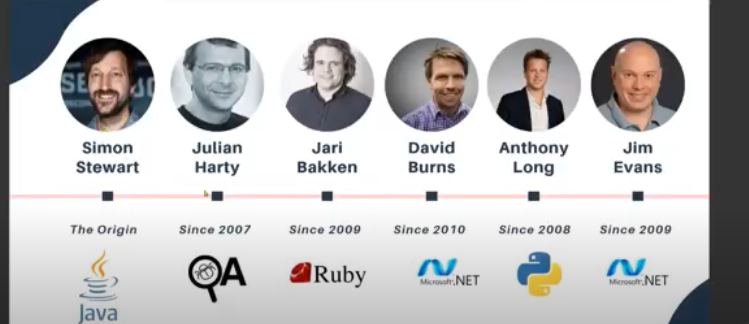 Simon Stewart
Julian Harty
Jari Bakken
David Burns
Anthony Long
Jim Evans
The Origin
Since 2007
Since 2009
Since 2010
Since 2008
Since 2009
Java
QA
Ruby
Microsoft .NET
Microsoft .NET